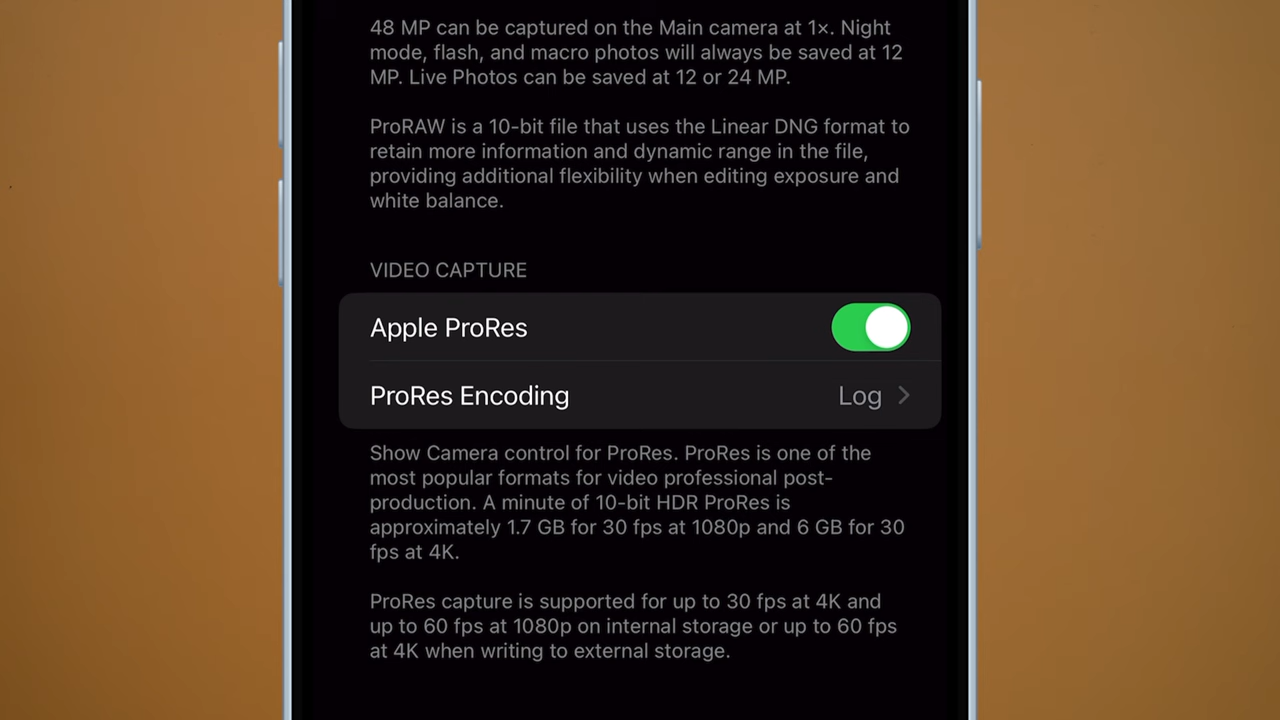 48 MP can be captured on the Main camera at 1×. Night
mode, flash, and macro photos will always be saved at 12
MP. Live Photos can be saved at 12 or 24 MP.
ProRAW is a 10-bit file that uses the Linear DNG format to
retain more information and dynamic range in the file,
providing additional flexibility when editing exposure and
white balance.
VIDEO CAPTURE
Apple ProRes
ProRes Encoding Log
Show Camera control for ProRes. ProRes is one of the
most popular formats for video professional post-
production. A minute of 10-bit HDR ProRes is
approximately 1.7 GB for 30 fps at 1080p and 6 GB for 30
fps at 4K.
ProRes capture is supported for up to 30 fps at 4K and
up to 60 fps at 1080p on internal storage or up to 60 fps
at 4K when writing to external storage.